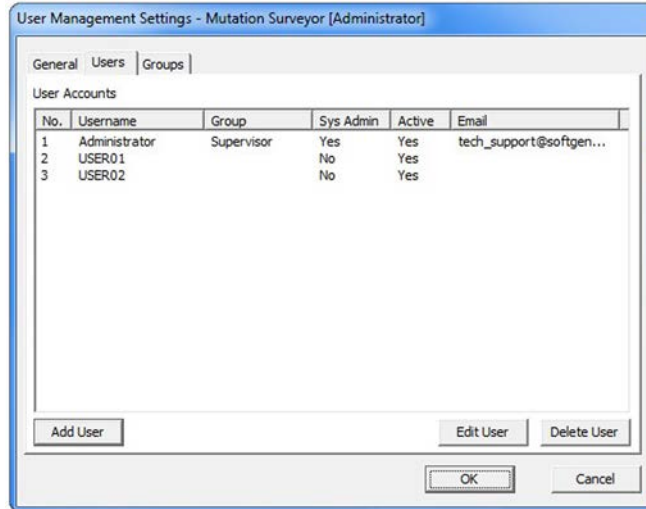 User Management Settings - Mutation Surveyor [Administrator]
General Users Groups
User Accounts
No. Username Group Sys Admin Active Email
1 Administrator Supervisor Yes Yes tech_support@softgen...
2 USER01 No Yes
3 USER02 No Yes
Add User Edit User Delete User
OK Cancel